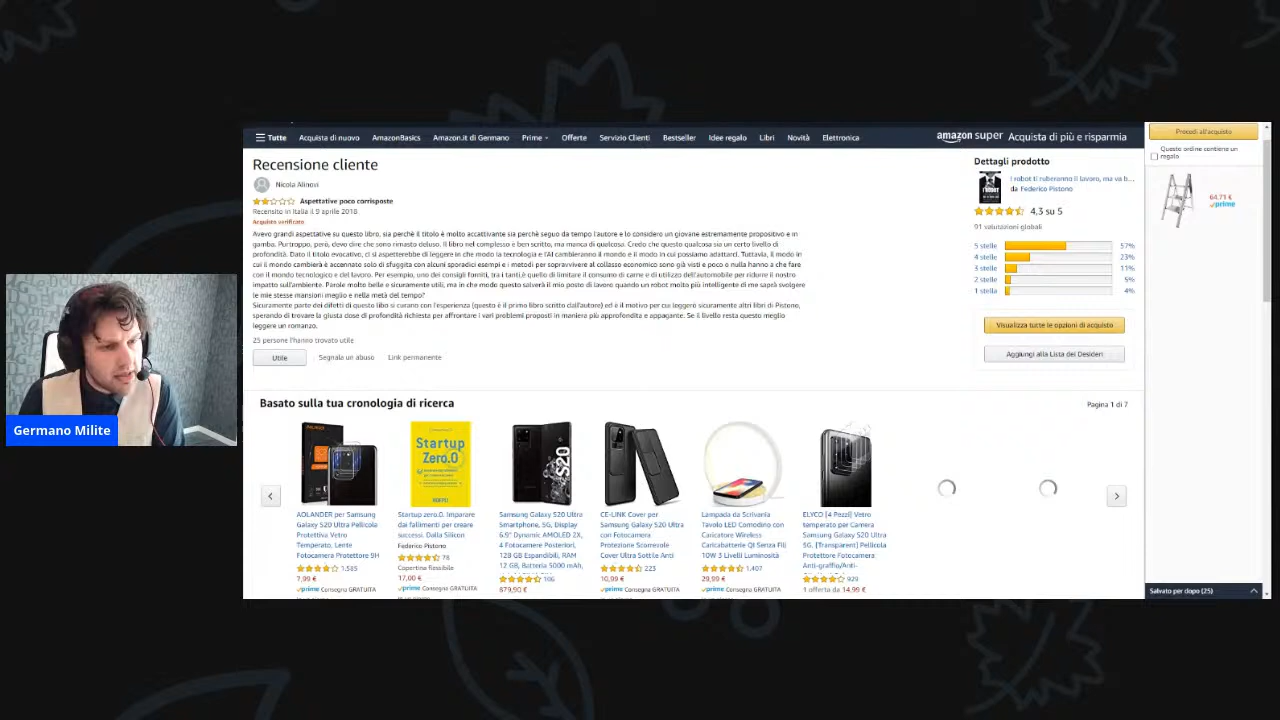 Tutte Acquista di nuovo AmazonBasics Amazon.it di Germano Prime Offerte Servizio Clienti Bestseller Idee regalo Libri Novità Elettronica amazon super Acquista di più e risparmia
Recensione cliente
Nicola Alinovi
Aspettative poco corrisposte
Recensito in Italia il 9 aprile 2018
Acquisto verificato
Avevo grandi aspettative su questo libro, sia perché il titolo è molto accattivante sia perché seguo da tempo l'autore e lo considero un giovane estremamente propositivo e in
gamba. Purtroppo, però, devo dire che sono rimasto deluso. Il libro nel complesso è ben scritto, ma manca di qualcosa. Credo che questo qualcosa sia un certo livello di
profondità. Dato il titolo evocativo, ci si aspetterebbe di leggere in che modo la tecnologia e l'AI cambieranno il mondo e in che modo in cui possiamo adattarci. Tuttavia, il modo in
cui il mondo cambierà è accennato solo di sfuggita con alcuni sporadici esempi e i metodi per sopravvivere al collasso economico sono già visti e poco o nulla hanno a che fare
con il mondo tecnologico e del lavoro. Per esempio, uno dei consigli forniti, tra i tanti,è quello di limitare il consumo di carne e di utilizzo dell'automobile per ridurre il nostro
impatto sull'ambiente. Parole molto belle e sicuramente utili, ma in che modo questo salverà il mio posto di lavoro quando un robot molto più intelligente di me saprà svolgere
le mie stesse mansioni meglio e nella metà del tempo?
Sicuramente parte dei difetti di questo libo si curano con l'esperienza (questo è il primo libro scritto dall'autore) ed è il motivo per cui leggerò sicuramente altri libri di Pistono,
sperando di trovare la giusta dose di profondità richiesta per affrontare i vari problemi proposti in maniera più approfondita e appagante. Se il livello resta questo meglio
leggere un romanzo.
25 persone l'hanno trovato utile
Utile Segnala un abuso Link permanente
Dettagli prodotto
I robot ti ruberanno il lavoro, ma va b...
da Federico Pistono
4,3 su 5
91 valutazioni globali
5 stelle 57%
4 stelle 23%
3 stelle 11%
2 stelle 5%
1 stella 4%
Visualizza tutte le opzioni di acquisto
Aggiungi alla Lista dei Desideri
Procedi all'acquisto
Questo ordine contiene un
regalo
64,71 €
prime
Germano Milite
Basato sulla tua cronologia di ricerca
Pagina 1 di 7
Startup
Zero.0
S20
AOLANDER per Samsung
Galaxy S20 Ultra Pellicola
Protettiva Vetro
Temperato, Lente
Fotocamera Protettore 9H
1.585
7,99 €
prime Consegna GRATUITA
Startup zero.0. Imparare
dai fallimenti per creare
successi. Dalla Silicon
Federico Pistono
78
Copertina flessibile
17,00 €
prime Consegna GRATUITA
Samsung Galaxy S20 Ultra
Smartphone, 5G, Display
6.9" Dynamic AMOLED 2X,
4 Fotocamere Posteriori,
128 GB Espandibili, RAM
12 GB, Batteria 5000 mAh,
106
879,90 €
CE-LINK Cover per
Samsung Galaxy S20 Ultra
con Fotocamera
Protezione Scorrevole
Cover Ultra Sottile Anti
223
10,99 €
prime Consegna GRATUITA
Lampada da Scrivania
Tavolo LED Comodino con
Caricature Wireless
Caricabatterie QI Senza Fili
10W 3 Livelli Luminosità
1.407
29,99 €
prime Consegna GRATUITA
ELYCO [4 Pezzi] Vetro
temperato per Camera
Samsung Galaxy S20 Ultra
5G, [Transparent] Pellicola
Protettore Fotocamera
Anti-graffio/Anti-
929
1 offerta da 14,99 €
Salvato per dopo (25)